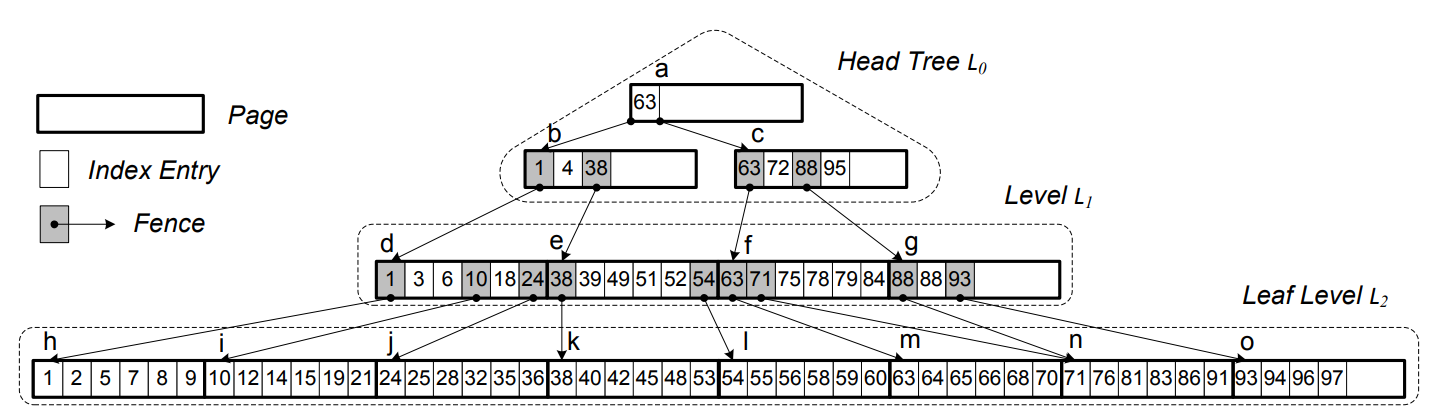 Head Tree L0
a
63
Page
b
c
1 4 38
63 72 88 95
Index Entry
Level L1
Fence
d
e
f
g
1 3 6 10 18 24 38 39 49 51 52 54 63 71 75 78 79 84 88 88 93
Leaf Level L2
h
i
j
k
l
m
n
o
1 2 5 7 8 9 10 12 14 15 19 21 24 25 28 32 35 36 38 40 42 45 48 53 54 55 56 58 59 60 63 64 65 66 68 70 71 76 81 83 86 91 93 94 96 97